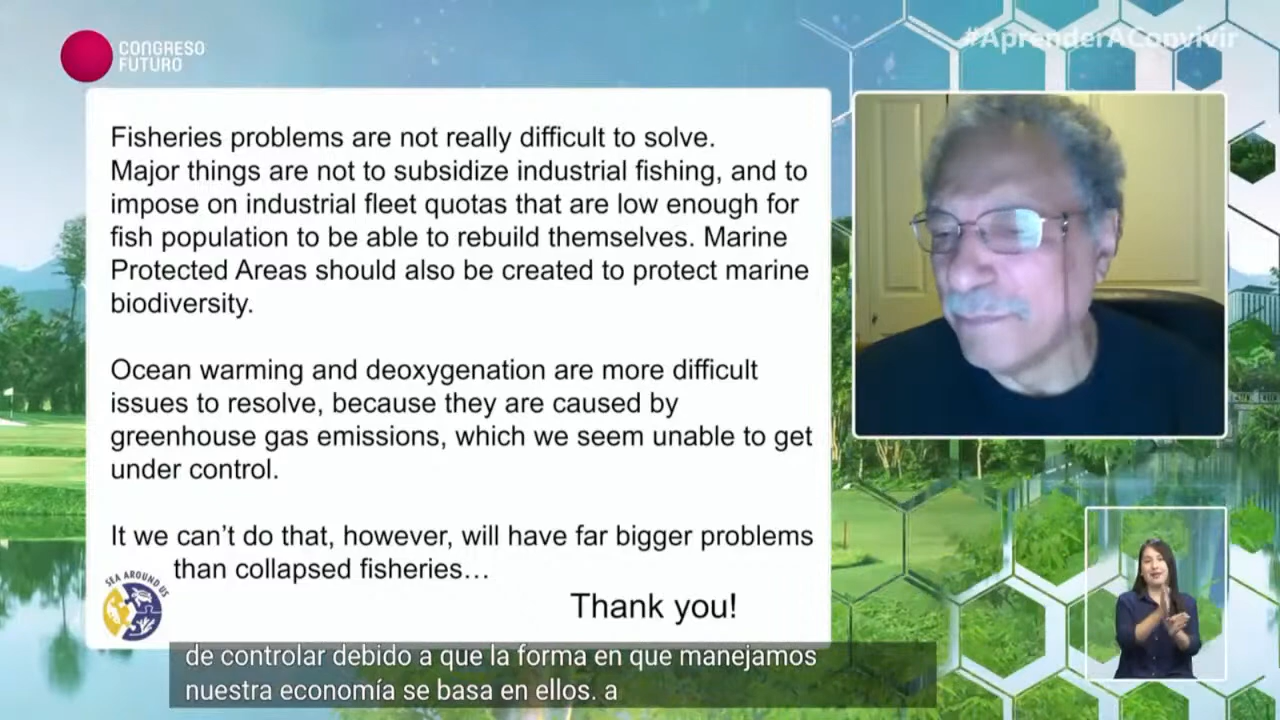 CONGRESO
FUTURO
#AprenderAConvivir
Fisheries problems are not really difficult to solve.
Major things are not to subsidize industrial fishing, and to
impose on industrial fleet quotas that are low enough for
fish population to be able to rebuild themselves. Marine
Protected Areas should also be created to protect marine
biodiversity.
Ocean warming and deoxygenation are more difficult
issues to resolve, because they are caused by
greenhouse gas emissions, which we seem unable to get
under control.
It we can't do that, however, will have far bigger problems
than collapsed fisheries…
SEA AROUND US
Thank you!
de controlar debido a que la forma en que manejamos
nuestra economía se basa en ellos. a